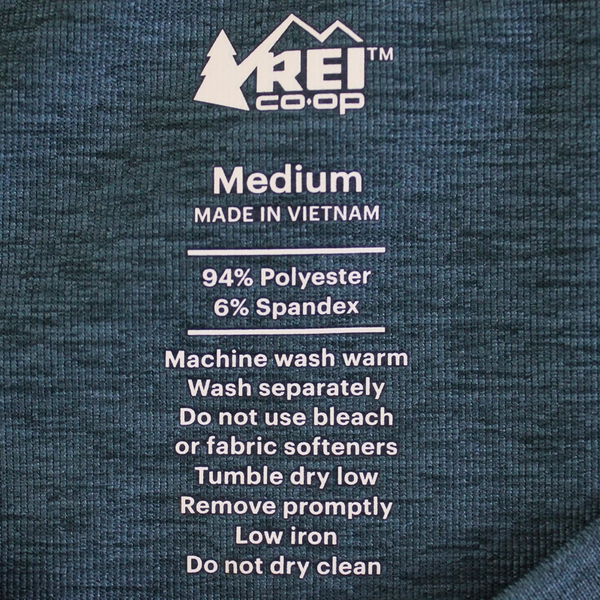 REI™
co·op
Medium
MADE IN VIETNAM
94% Polyester
6% Spandex
Machine wash warm
Wash separately
Do not use bleach
or fabric softeners
Tumble dry low
Remove promptly
Low iron
Do not dry clean